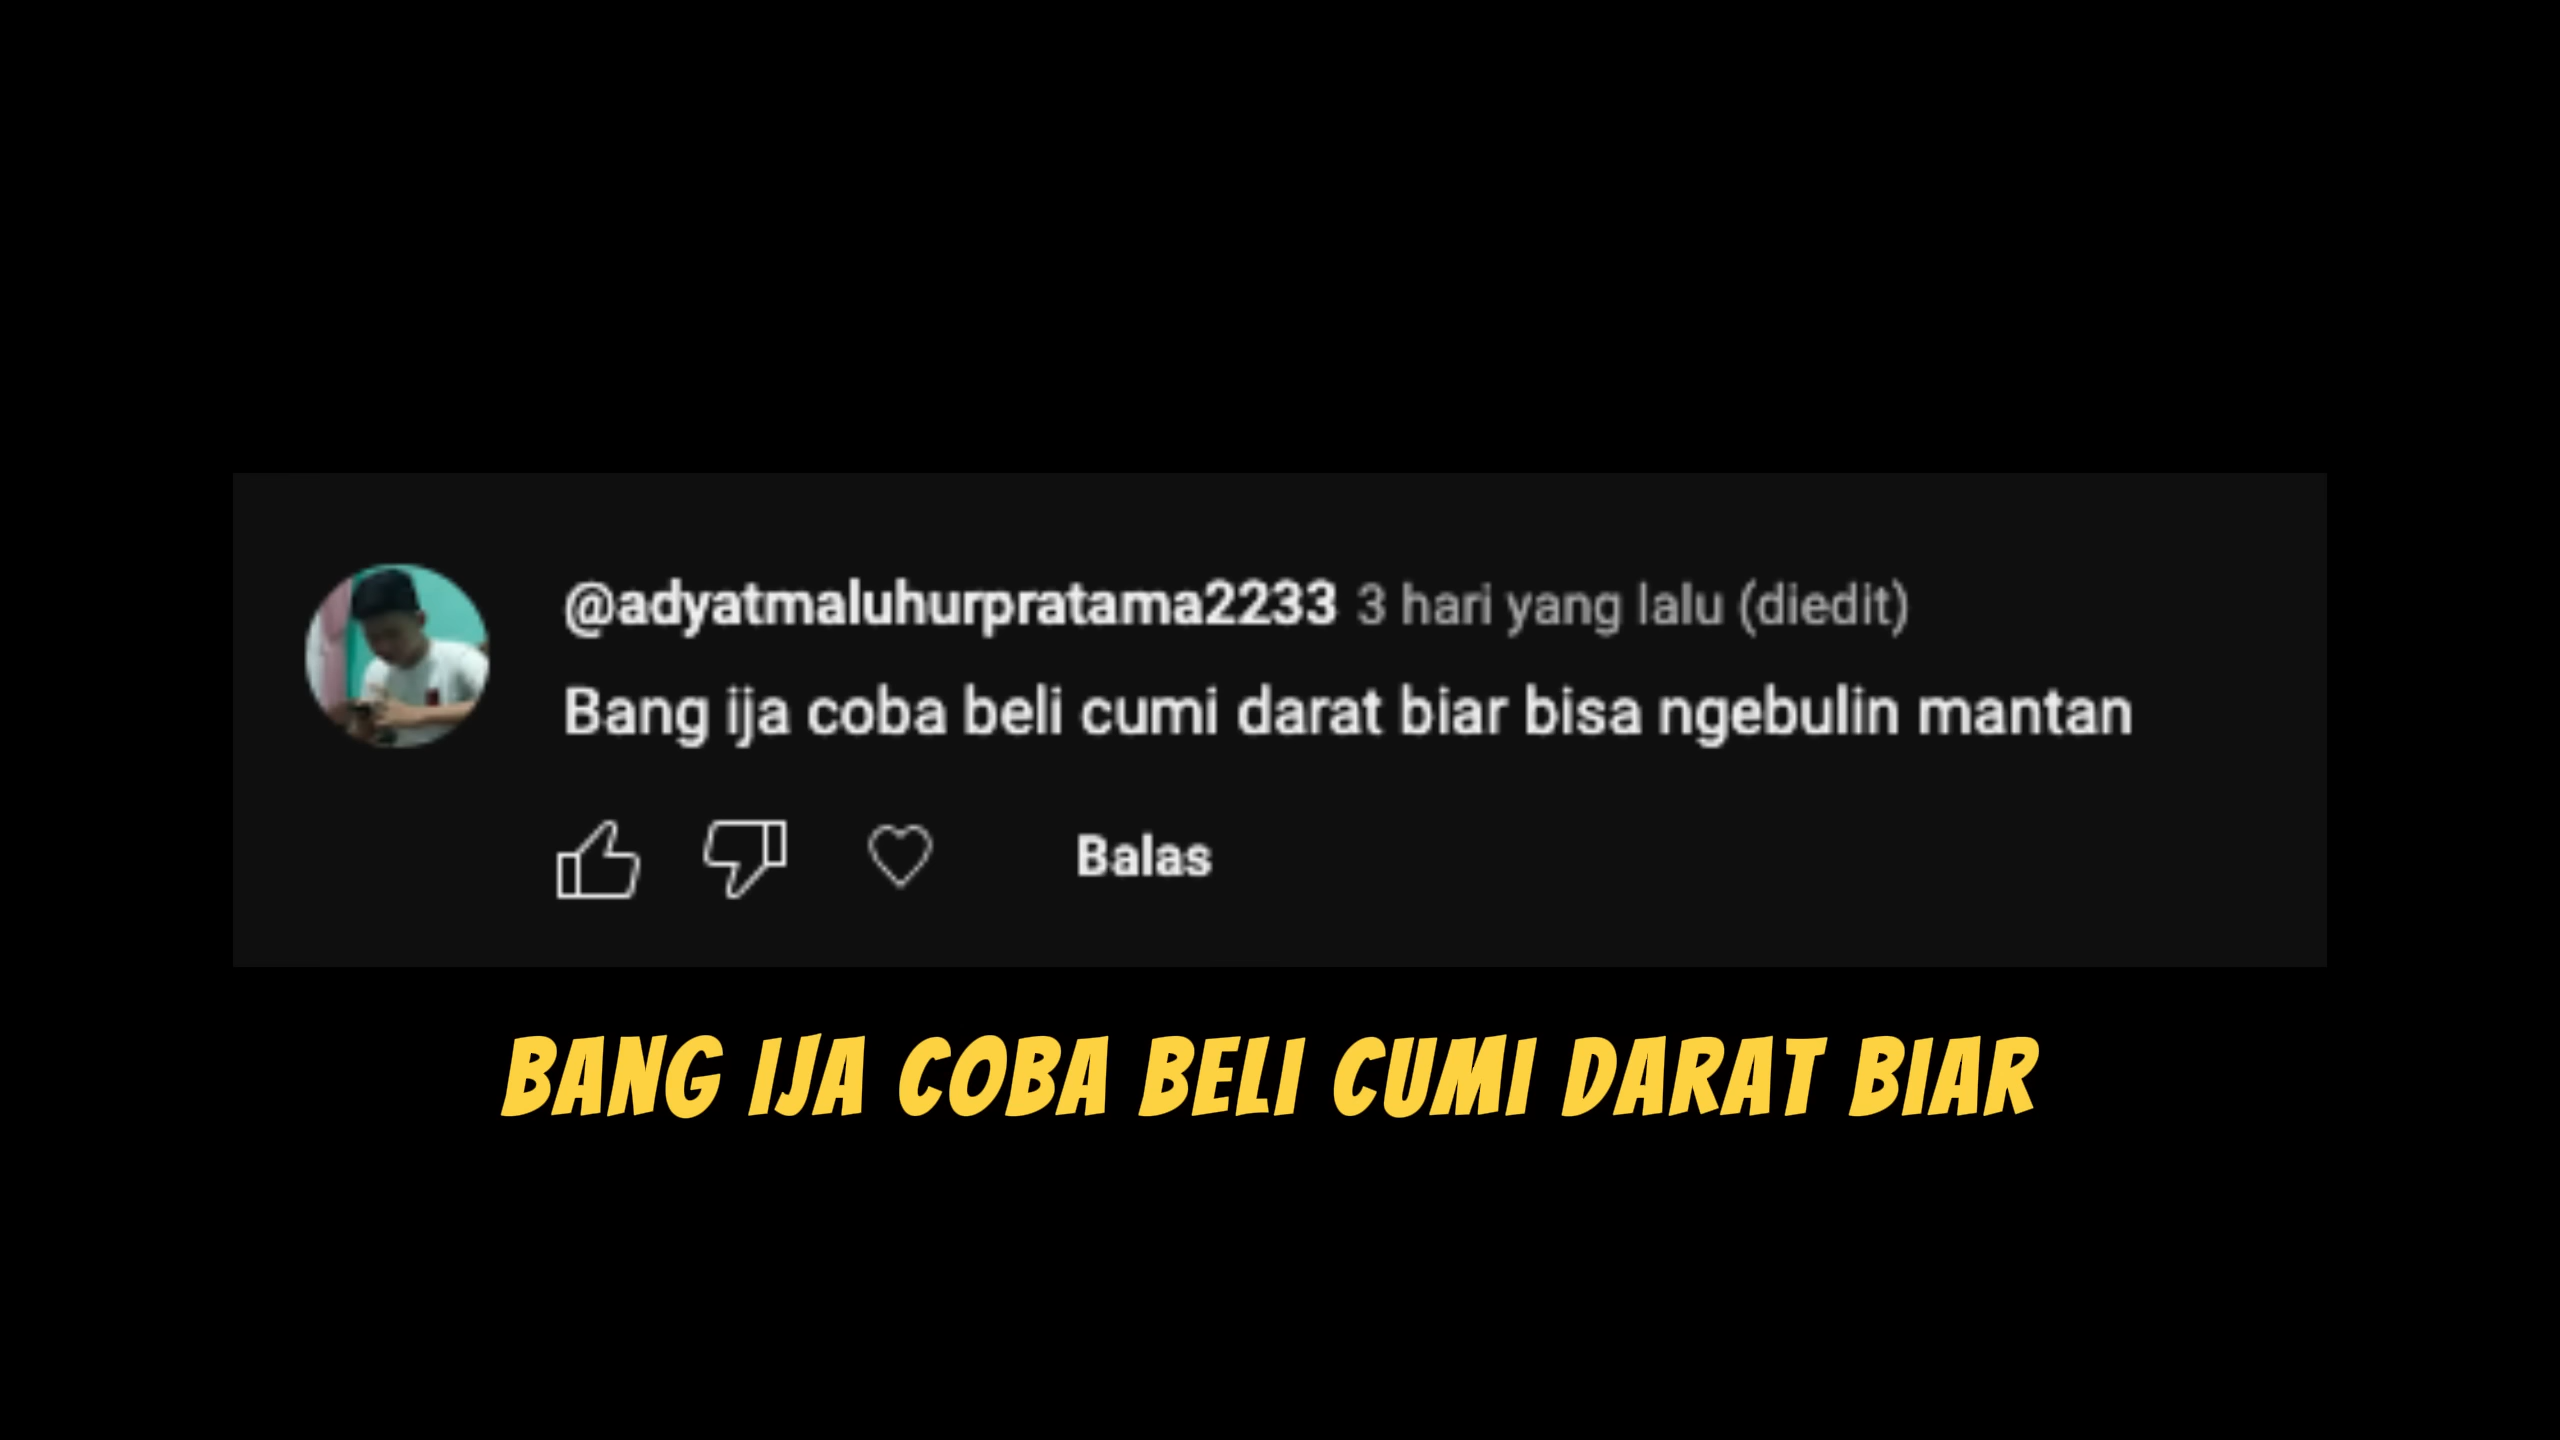 @adyatmaluhurpratama2233 3 hari yang lalu (diedit)
Bang ija coba beli cumi darat biar bisa ngebulin mantan
Balas
BANG IJA COBA BELI CUMI DARAT BIAR